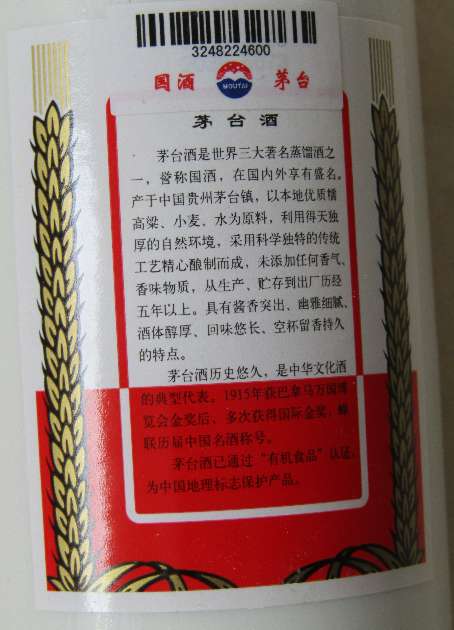 3248224600
国酒 MOUTAI 茅台
茅台酒
茅台酒是世界三大著名蒸馏酒之
一，誉称国酒，在国内外享有盛名。
产于中国贵州茅台镇，以本地优质糯
高粱、小麦，水为原料，利用得天独
厚的自然环境，采用科学独特的传统
工艺精心酿制而成，未添加任何香气、
香味物质，从生产、贮存到出厂历经
五年以上。具有酱香突出、幽雅细腻、
酒体醇厚、回味悠长、空杯留香持久
的特点。
茅台酒历史悠久，是中华文化酒
的典型代表。1915年获巴拿马万国博
览会金奖后，多次获得国际金奖，蝉
联历届中国名酒称号。
茅台酒已通过“有机食品”认证，
为中国地理标志保护产品。